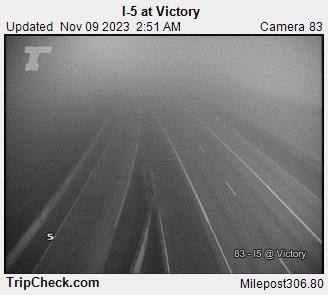 I-5 at Victory
Updated  Nov 09 2023  2:51 AM Camera 83
T
S
83 - I5 @ Victory
TripCheck.com Milepost306.80